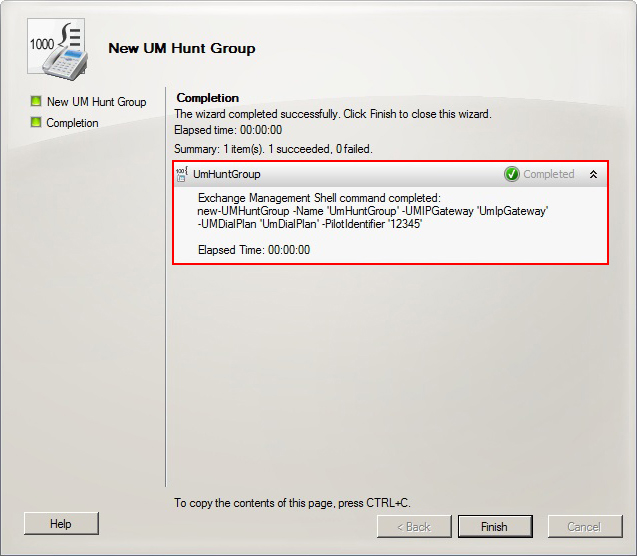 1000
New UM Hunt Group
New UM Hunt Group
Completion
Completion
The wizard completed successfully. Click Finish to close this wizard.
Elapsed time: 00:00:00
Summary: 1 item(s). 1 succeeded, 0 failed.
UmHuntGroup
Completed
Exchange Management Shell command completed:
new-UMHuntGroup -Name 'UmHuntGroup' -UMIPGateway 'UmIpGateway'
-UMDialPlan 'UmDialPlan' -PilotIdentifier '12345'
Elapsed Time: 00:00:00
To copy the contents of this page, press CTRL+C.
Help
< Back
Finish
Cancel